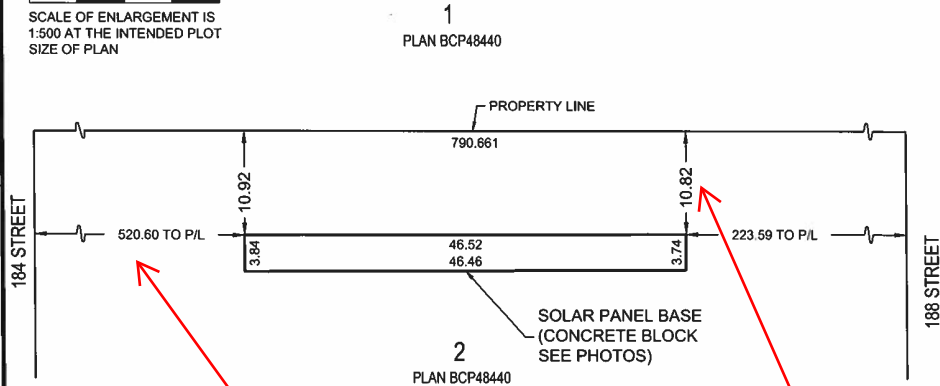 SCALE OF ENLARGEMENT IS
1:500 AT THE INTENDED PLOT
SIZE OF PLAN
1
PLAN BCP48440
PROPERTY LINE
790.661
10.92
10.82
184 STREET
520.60 TO P/L
3.84
46.52
46.46
3.74
223.59 TO P/L
188 STREET
SOLAR PANEL BASE
(CONCRETE BLOCK
SEE PHOTOS)
2
PLAN BCP48440